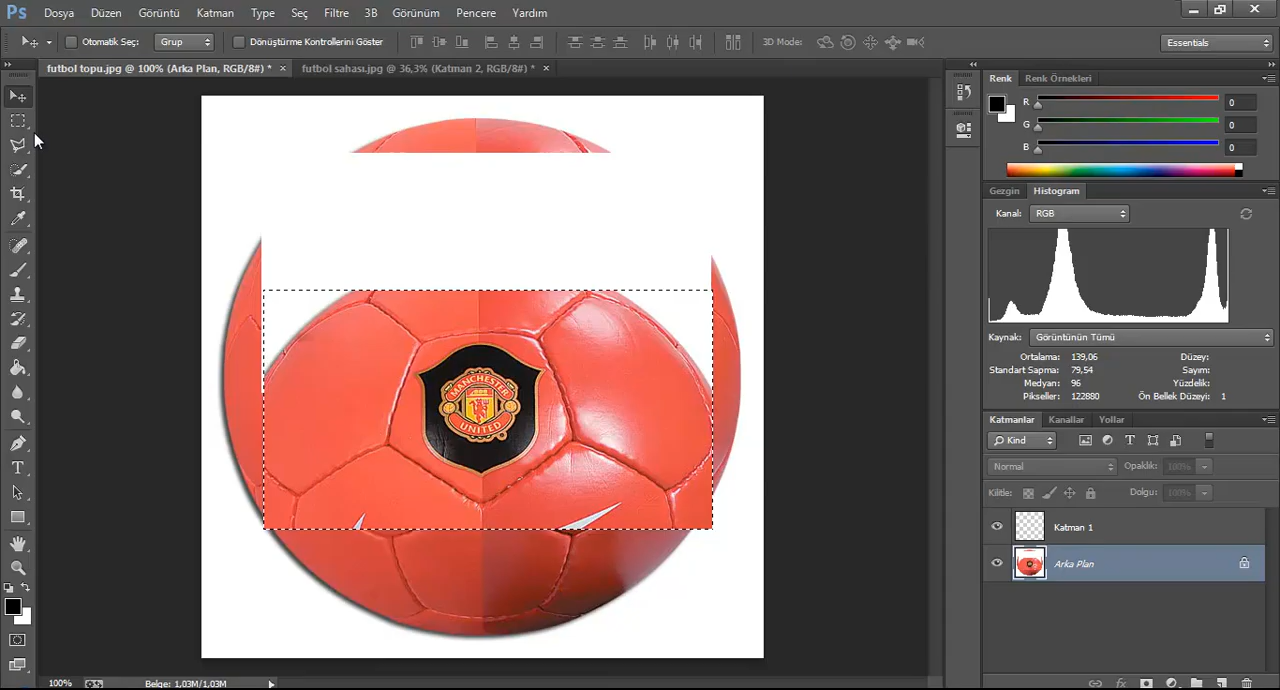 Ps Dosya Düzen Görüntü Katman Type Seç Filtre 3B Görünüm Pencere Yardım
Otomatik Seç: Grup Dönüştürme Kontrollerini Göster 3D Mode: Essentials
futbol topu.jpg @ 100% (Arka Plan, RGB/8#) * × futbol sahası.jpg @ 36,3% (Katman 2, RGB/8#) * ×
Renk Renk Örnekleri
R 0
G 0
B 0
Gezgin Histogram
Kanal: RGB
Kaynak: Görüntünün Tümü
Ortalama: 139,06 Düzey:
Standart Sapma: 79,54 Sayım:
Medyan: 96 Yüzdelik:
Pikseller: 122880 Ön Bellek Düzeyi: 1
Katmanlar Kanallar Yollar
Kind
Normal Opaklık: 100%
Kilitle: Dolgu: 100%
Katman 1
Arka Plan
MANCHESTER
UNITED
100% Belge: 1,03M/1,03M